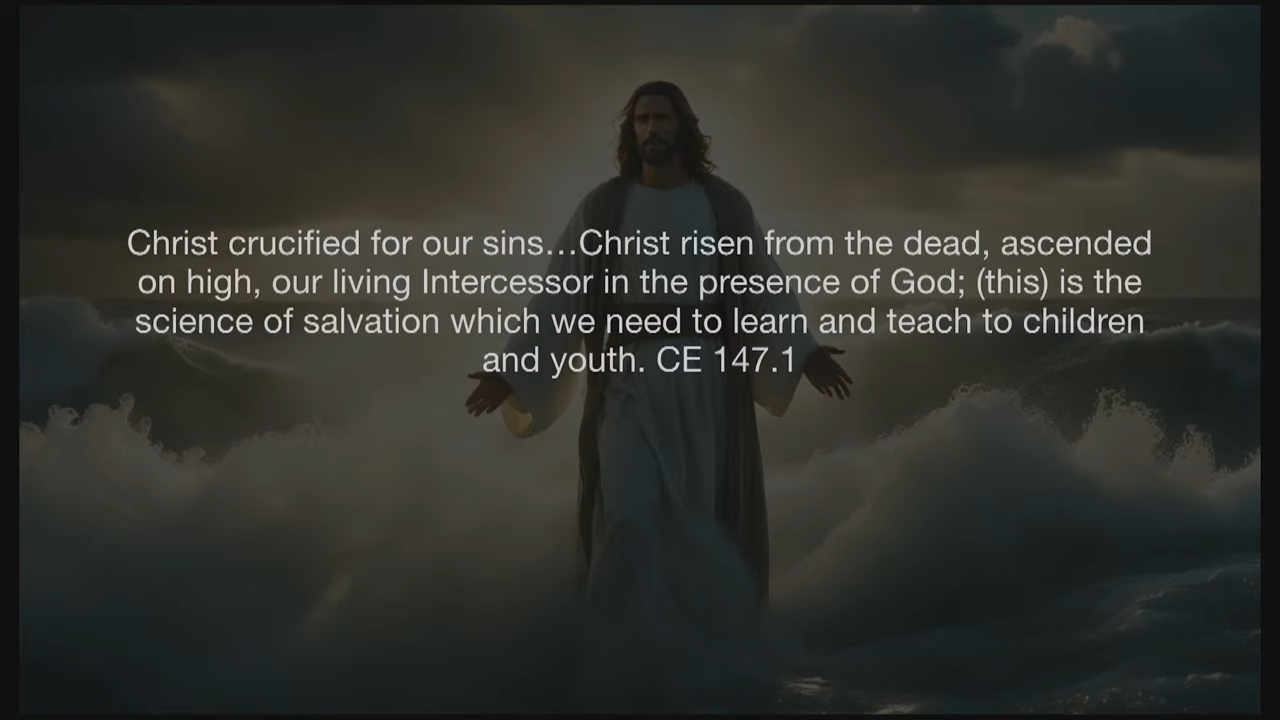 Christ crucified for our sins…Christ risen from the dead, ascended
on high, our living Intercessor in the presence of God; (this) is the
science of salvation which we need to learn and teach to children
and youth. CE 147.1